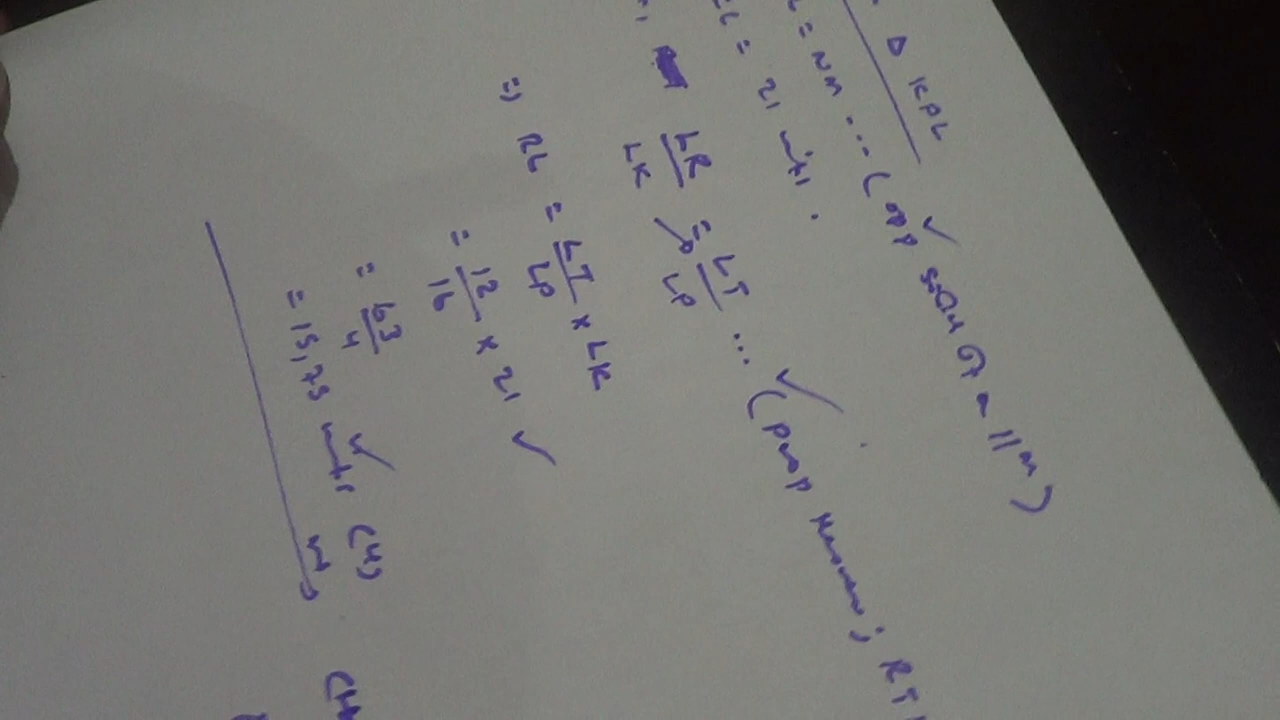 Δ KPL
L = NM ... (opp sides of a ||m) ✓
KL = 21 units.
LR/LK = LT/LP ... (prop theorem; RT ✓
=> RL = LT/LP × LK
= 12/16 × 21 ✓
= 63/4
= 15,75 units ✓ (4)